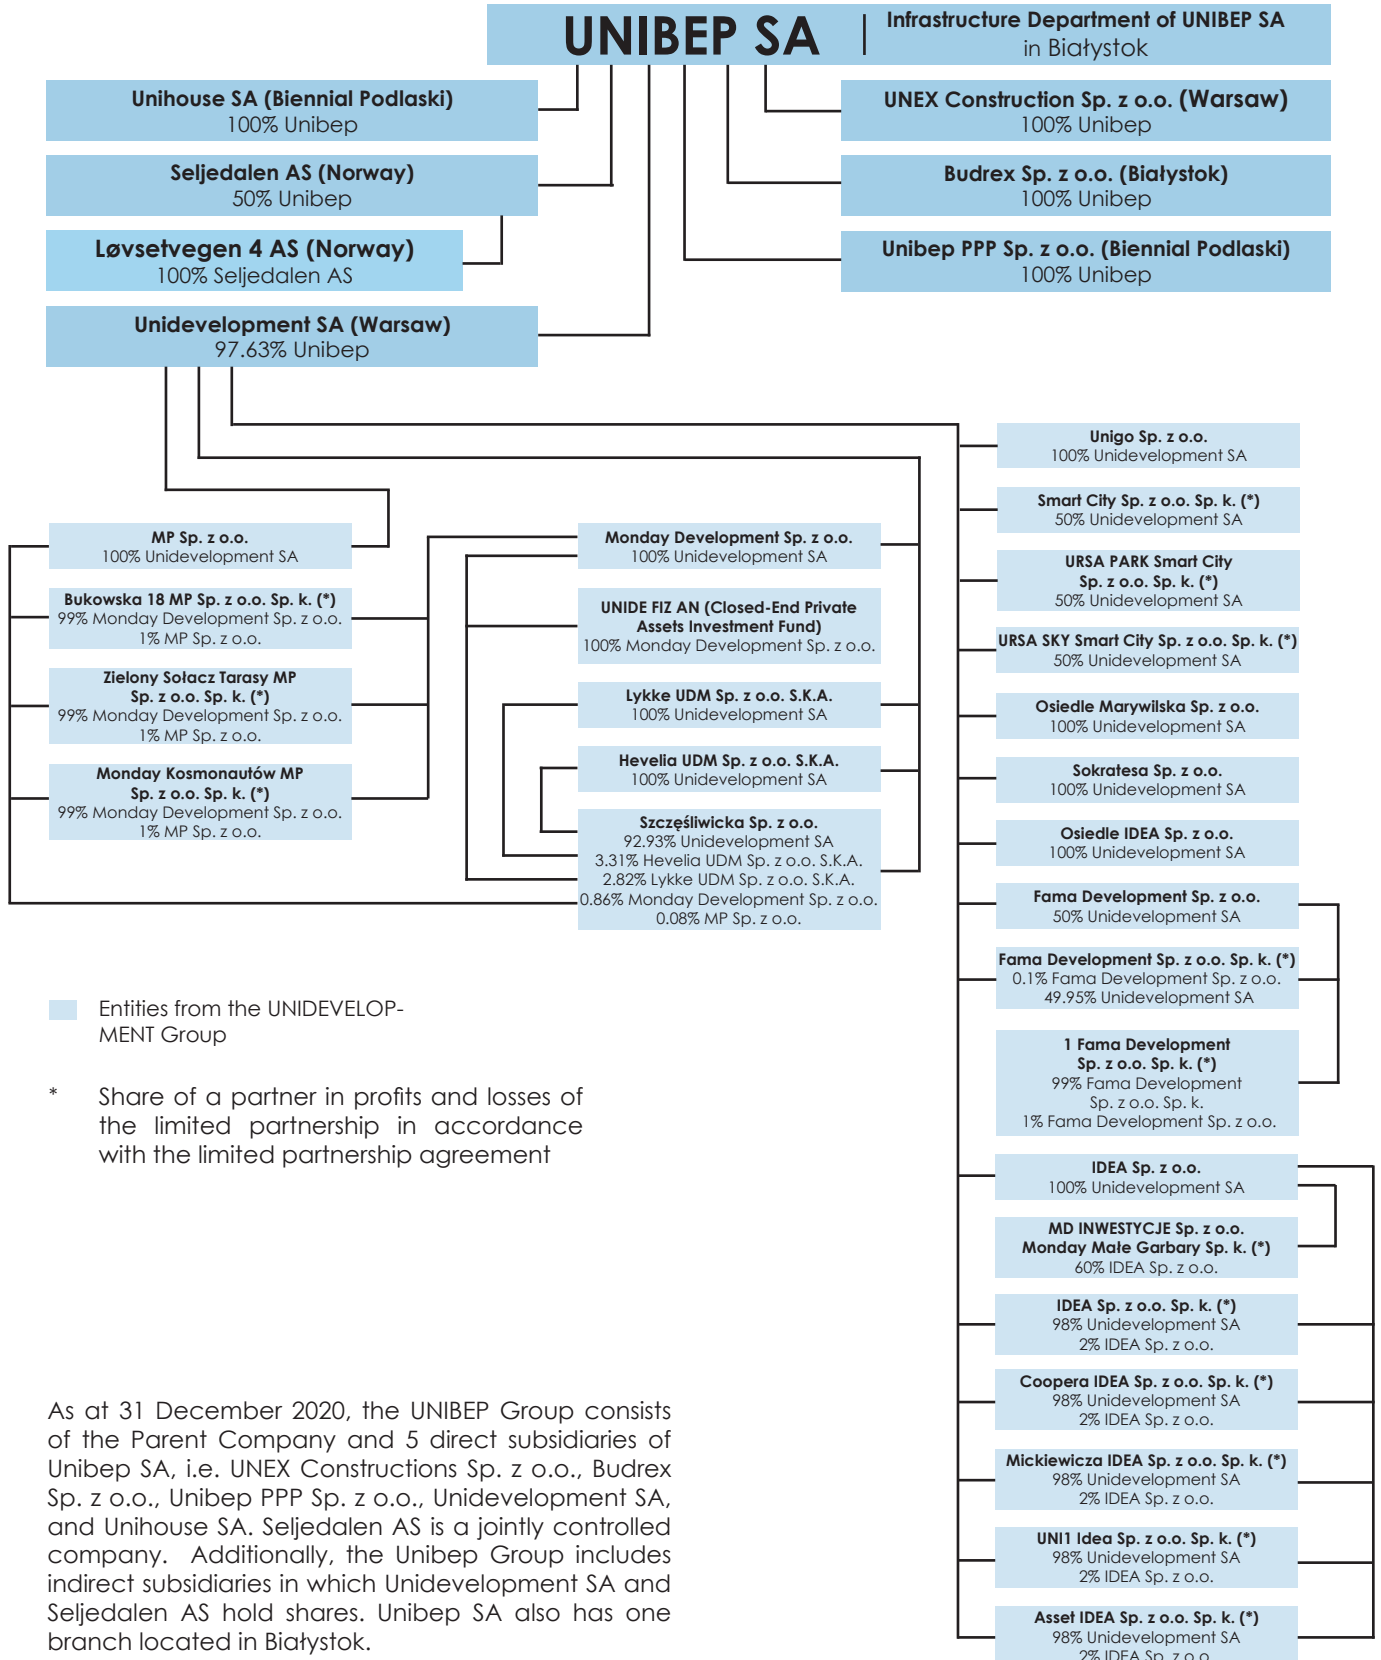 UNIBEP SA
Infrastructure Department of UNIBEP SA
in Białystok
Unihouse SA (Biennial Podlaski)
100% Unibep
Seljedalen AS (Norway)
50% Unibep
Løvsetvegen 4 AS (Norway)
100% Seljedalen AS
Unidevelopment SA (Warsaw)
97.63% Unibep
UNEX Construction Sp. z o.o. (Warsaw)
100% Unibep
Budrex Sp. z o.o. (Białystok)
100% Unibep
Unibep PPP Sp. z o.o. (Biennial Podlaski)
100% Unibep
MP Sp. z o.o.
100% Unidevelopment SA
Bukowska 18 MP Sp. z o.o. Sp. k. (*)
99% Monday Development Sp. z o.o.
1% MP Sp. z o.o.
Zielony Sołacz Tarasy MP
Sp. z o.o. Sp. k. (*)
99% Monday Development Sp. z o.o.
1% MP Sp. z o.o.
Monday Kosmonautów MP
Sp. z o.o. Sp. k. (*)
99% Monday Development Sp. z o.o.
1% MP Sp. z o.o.
Monday Development Sp. z o.o.
100% Unidevelopment SA
UNIDE FIZ AN (Closed-End Private
Assets Investment Fund)
100% Monday Development Sp. z o.o.
Lykke UDM Sp. z o.o. S.K.A.
100% Unidevelopment SA
Hevelia UDM Sp. z o.o. S.K.A.
100% Unidevelopment SA
Szczęśliwicka Sp. z o.o.
92.93% Unidevelopment SA
3.31% Hevelia UDM Sp. z o.o. S.K.A.
2.82% Lykke UDM Sp. z o.o. S.K.A.
0.86% Monday Development Sp. z o.o.
0.08% MP Sp. z o.o.
Unigo Sp. z o.o.
100% Unidevelopment SA
Smart City Sp. z o.o. Sp. k. (*)
50% Unidevelopment SA
URSA PARK Smart City
Sp. z o.o. Sp. k. (*)
50% Unidevelopment SA
URSA SKY Smart City Sp. z o.o. Sp. k. (*)
50% Unidevelopment SA
Osiedle Marywilska Sp. z o.o.
100% Unidevelopment SA
Sokratesa Sp. z o.o.
100% Unidevelopment SA
Osiedle IDEA Sp. z o.o.
100% Unidevelopment SA
Fama Development Sp. z o.o.
50% Unidevelopment SA
Fama Development Sp. z o.o. Sp. k. (*)
0.1% Fama Development Sp. z o.o.
49.95% Unidevelopment SA
1 Fama Development
Sp. z o.o. Sp. k. (*)
99% Fama Development
Sp. z o.o. Sp. k.
1% Fama Development Sp. z o.o.
IDEA Sp. z o.o.
100% Unidevelopment SA
MD INWESTYCJE Sp. z o.o.
Monday Małe Garbary Sp. k. (*)
60% IDEA Sp. z o.o.
IDEA Sp. z o.o. Sp. k. (*)
98% Unidevelopment SA
2% IDEA Sp. z o.o.
Coopera IDEA Sp. z o.o. Sp. k. (*)
98% Unidevelopment SA
2% IDEA Sp. z o.o.
Mickiewicza IDEA Sp. z o.o. Sp. k. (*)
98% Unidevelopment SA
2% IDEA Sp. z o.o.
UNI1 Idea Sp. z o.o. Sp. k. (*)
98% Unidevelopment SA
2% IDEA Sp. z o.o.
Asset IDEA Sp. z o.o. Sp. k. (*)
98% Unidevelopment SA
2% IDEA Sp. z o.o.
Entities from the UNIDEVELOP-
MENT Group
* Share of a partner in profits and losses of
the limited partnership in accordance
with the limited partnership agreement
As at 31 December 2020, the UNIBEP Group consists
of the Parent Company and 5 direct subsidiaries of
Unibep SA, i.e. UNEX Constructions Sp. z o.o., Budrex
Sp. z o.o., Unibep PPP Sp. z o.o., Unidevelopment SA,
and Unihouse SA. Seljedalen AS is a jointly controlled
company. Additionally, the Unibep Group includes
indirect subsidiaries in which Unidevelopment SA and
Seljedalen AS hold shares. Unibep SA also has one
branch located in Białystok.